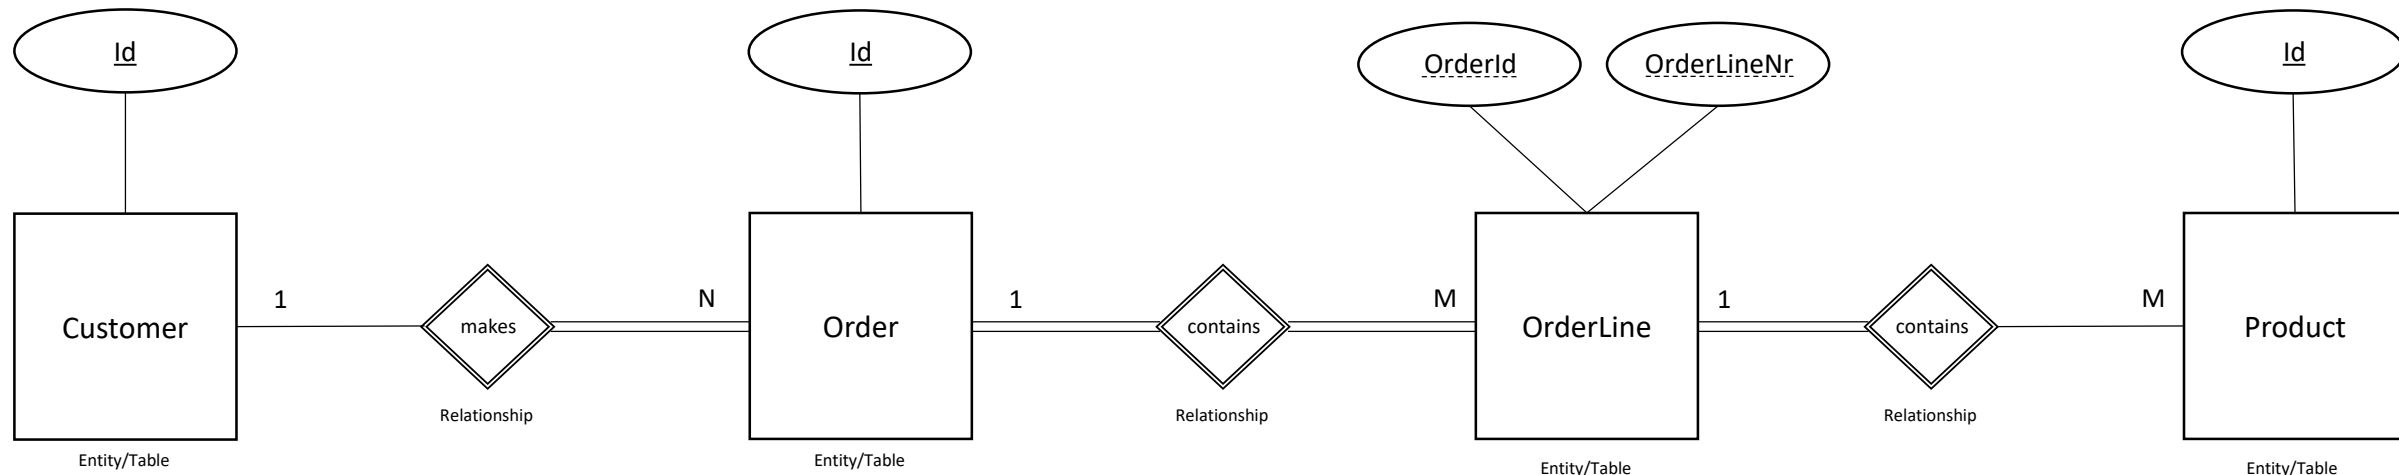 Id
Id
OrderId
OrderLineNr
Id
Customer
1
makes
N
Order
1
contains
M
OrderLine
1
contains
M
Product
Relationship
Relationship
Relationship
Entity/Table
Entity/Table
Entity/Table
Entity/Table